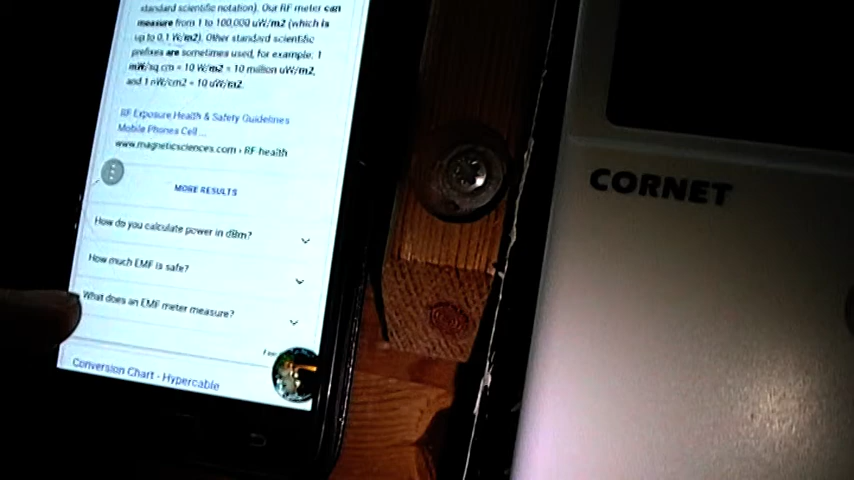 standard scientific notation). Our RF meter can
measure from 1 to 100,000 uW/m2 (which is
up to 0.1 W/m2). Other standard scientific
prefixes are sometimes used, for example: 1
mW/sq cm = 10 W/m2 = 10 million uW/m2,
and 1 nW/cm2 = 10 uW/m2.
RF Exposure Health & Safety Guidelines
Mobile Phones Cell ...
www.magneticsciences.com › RF health
MORE RESULTS
How do you calculate power in dBm?
How much EMF is safe?
What does an EMF meter measure?
Conversion Chart - Hypercable
CORNET